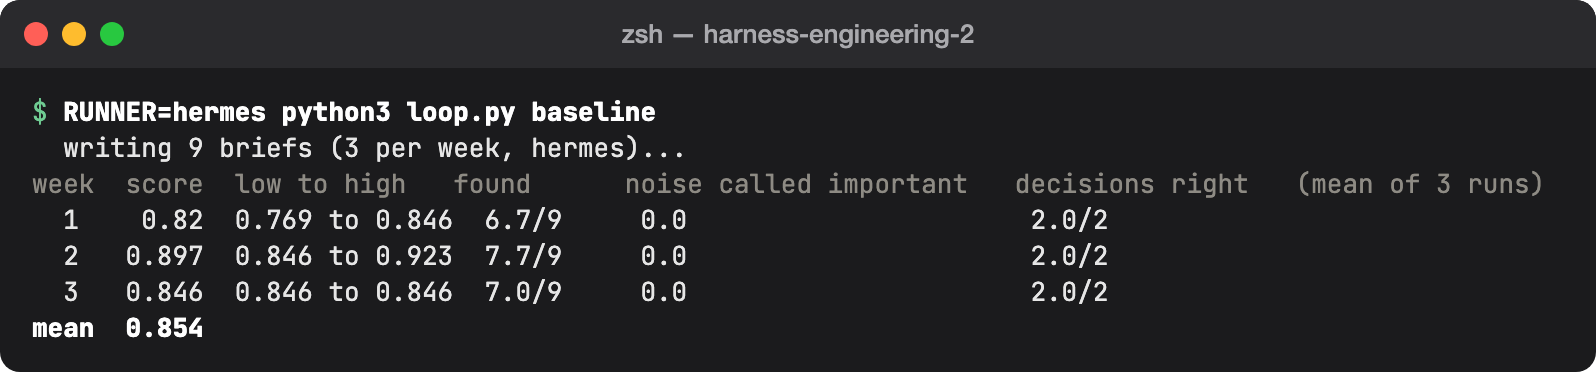 zsh — harness-engineering-2
$ RUNNER=hermes python3 loop.py baseline
writing 9 briefs (3 per week, hermes)...
week score low to high found noise called important decisions right (mean of 3 runs)
1 0.82 0.769 to 0.846 6.7/9 0.0 2.0/2
2 0.897 0.846 to 0.923 7.7/9 0.0 2.0/2
3 0.846 0.846 to 0.846 7.0/9 0.0 2.0/2
mean 0.854